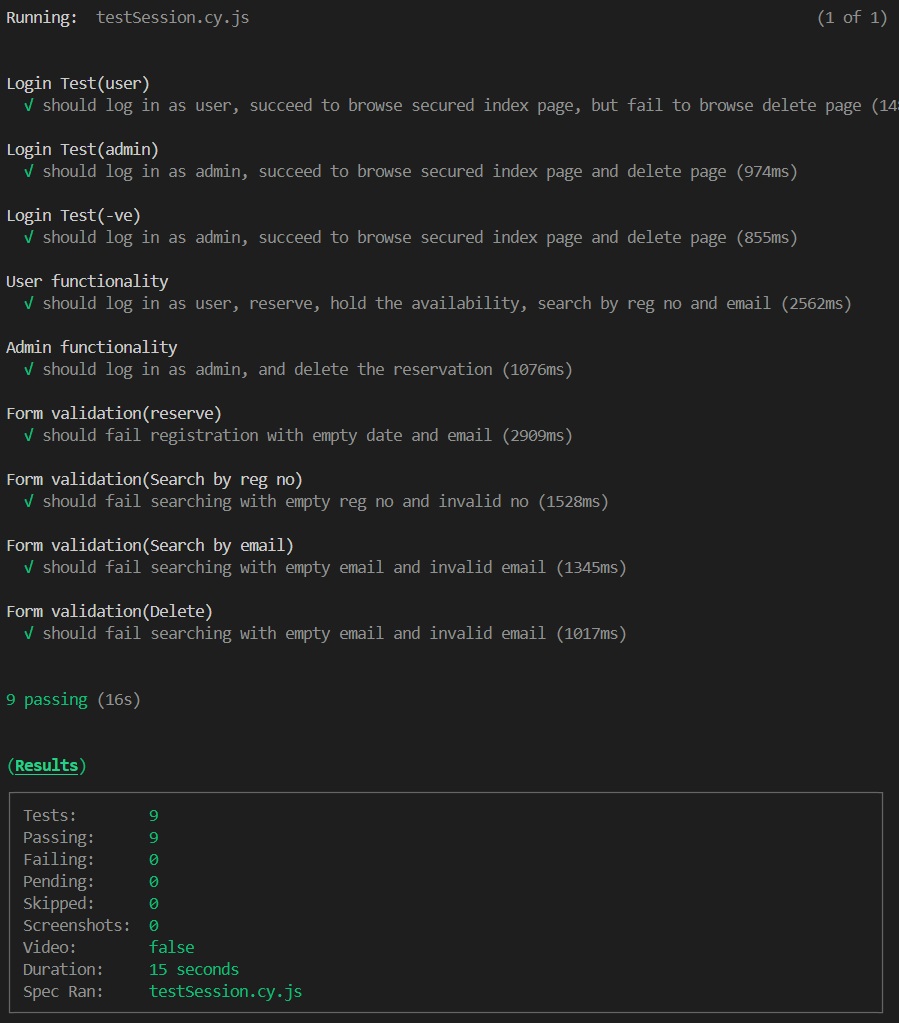 Running:  testSession.cy.js (1 of 1)
Login Test(user)
√ should log in as user, succeed to browse secured index page, but fail to browse delete page
Login Test(admin)
√ should log in as admin, succeed to browse secured index page and delete page (974ms)
Login Test(-ve)
√ should log in as admin, succeed to browse secured index page and delete page (855ms)
User functionality
√ should log in as user, reserve, hold the availability, search by reg no and email (2562ms)
Admin functionality
√ should log in as admin, and delete the reservation (1076ms)
Form validation(reserve)
√ should fail registration with empty date and email (2909ms)
Form validation(Search by reg no)
√ should fail searching with empty reg no and invalid no (1528ms)
Form validation(Search by email)
√ should fail searching with empty email and invalid email (1345ms)
Form validation(Delete)
√ should fail searching with empty email and invalid email (1017ms)
9 passing (16s)
(Results)
Tests: 9
Passing: 9
Failing: 0
Pending: 0
Skipped: 0
Screenshots: 0
Video: false
Duration: 15 seconds
Spec Ran: testSession.cy.js